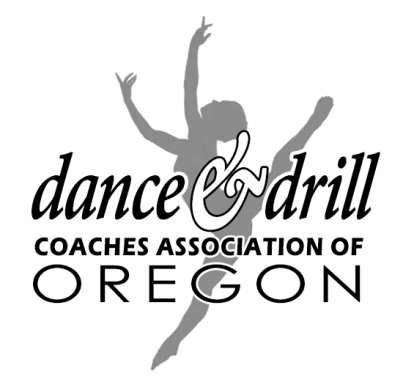 dance & drill
COACHES ASSOCIATION OF
OREGON